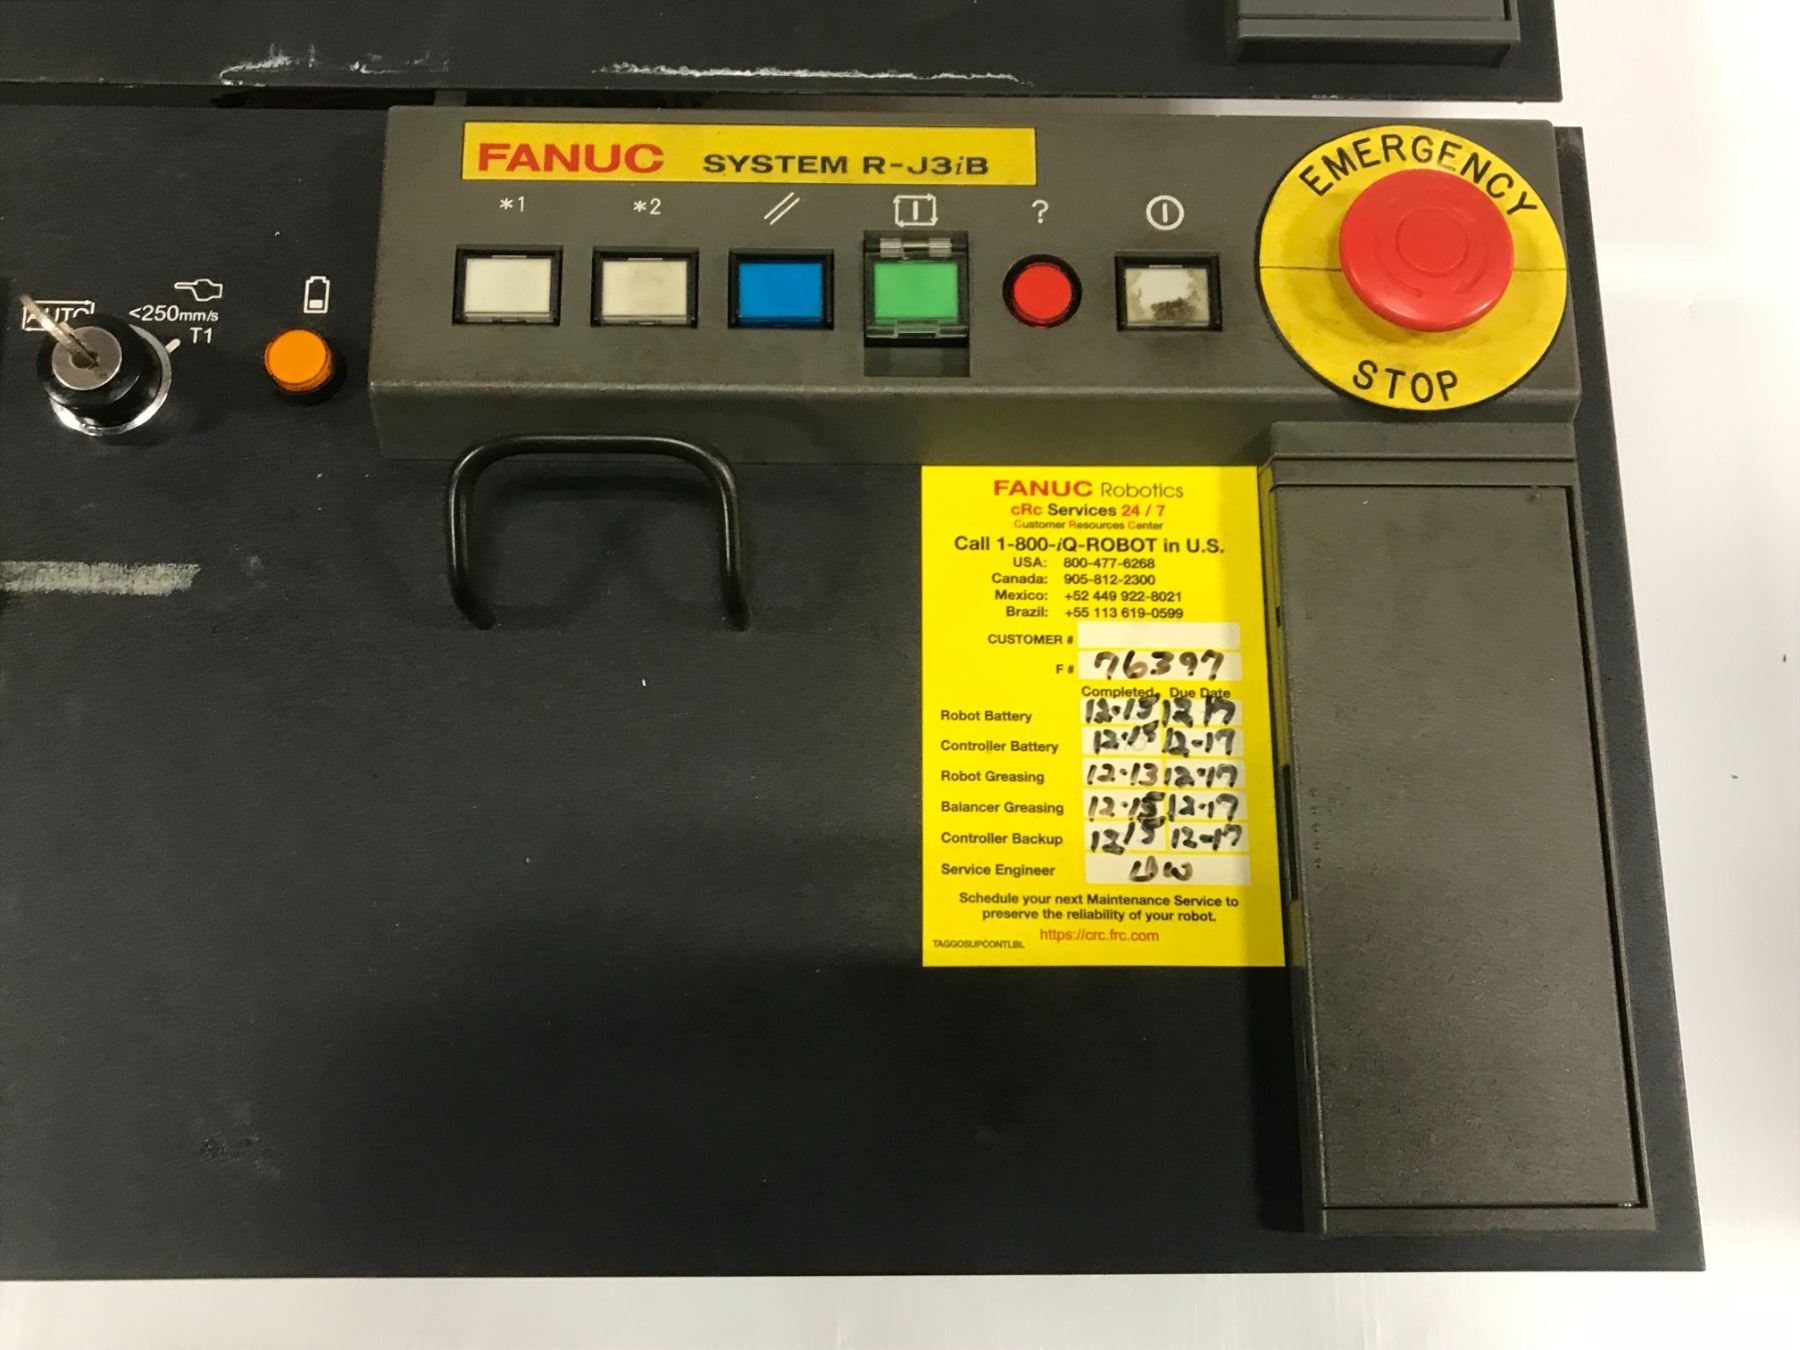 FANUC SYSTEM R-J3iB
*1 *2 ?
EMERGENCY
STOP
AUTO
<250mm/s
T1
FANUC Robotics
cRc Services 24 / 7
Customer Resources Center
Call 1-800-iQ-ROBOT in U.S.
USA: 800-477-6268
Canada: 905-812-2300
Mexico: +52 449 922-8021
Brazil: +55 113 619-0599
CUSTOMER #
F# 76397
Completed Due Date
Robot Battery 12-15 12 17
Controller Battery 12-15 12-17
Robot Greasing 12-13 12-17
Balancer Greasing 12-15 12-17
Controller Backup 12 15 12-17
Service Engineer DW
Schedule your next Maintenance Service to
preserve the reliability of your robot.
https://crc.frc.com
TAGGOSUPCONTLBL